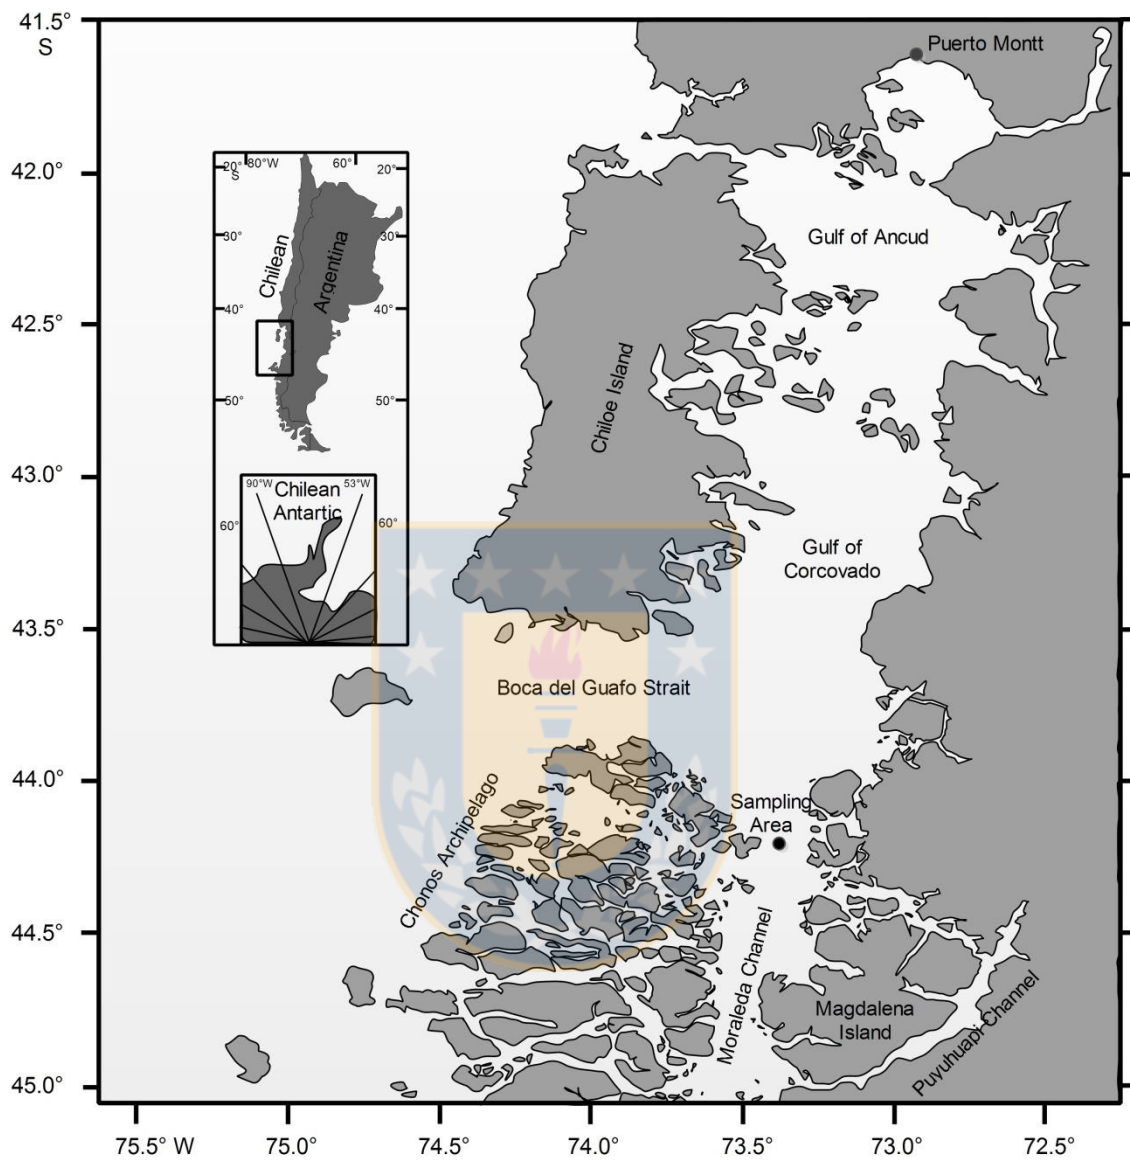 41.5°
S
Puerto Montt
42.0°
20°
S
80°W
60°
20°
Gulf of Ancud
30°
30°
Chilean
Argentina
40°
40°
42.5°
Chiloe Island
50°
50°
43.0°
90°W
53°W
Chilean
Antartic
60°
60°
Gulf of
Corcovado
43.5°
Boca del Guafo Strait
44.0°
Sampling
Area
Chonos Archipelago
44.5°
Moraleda Channel
Magdalena
Island
Puyuhuapi Channel
45.0°
75.5° W
75.0°
74.5°
74.0°
73.5°
73.0°
72.5°